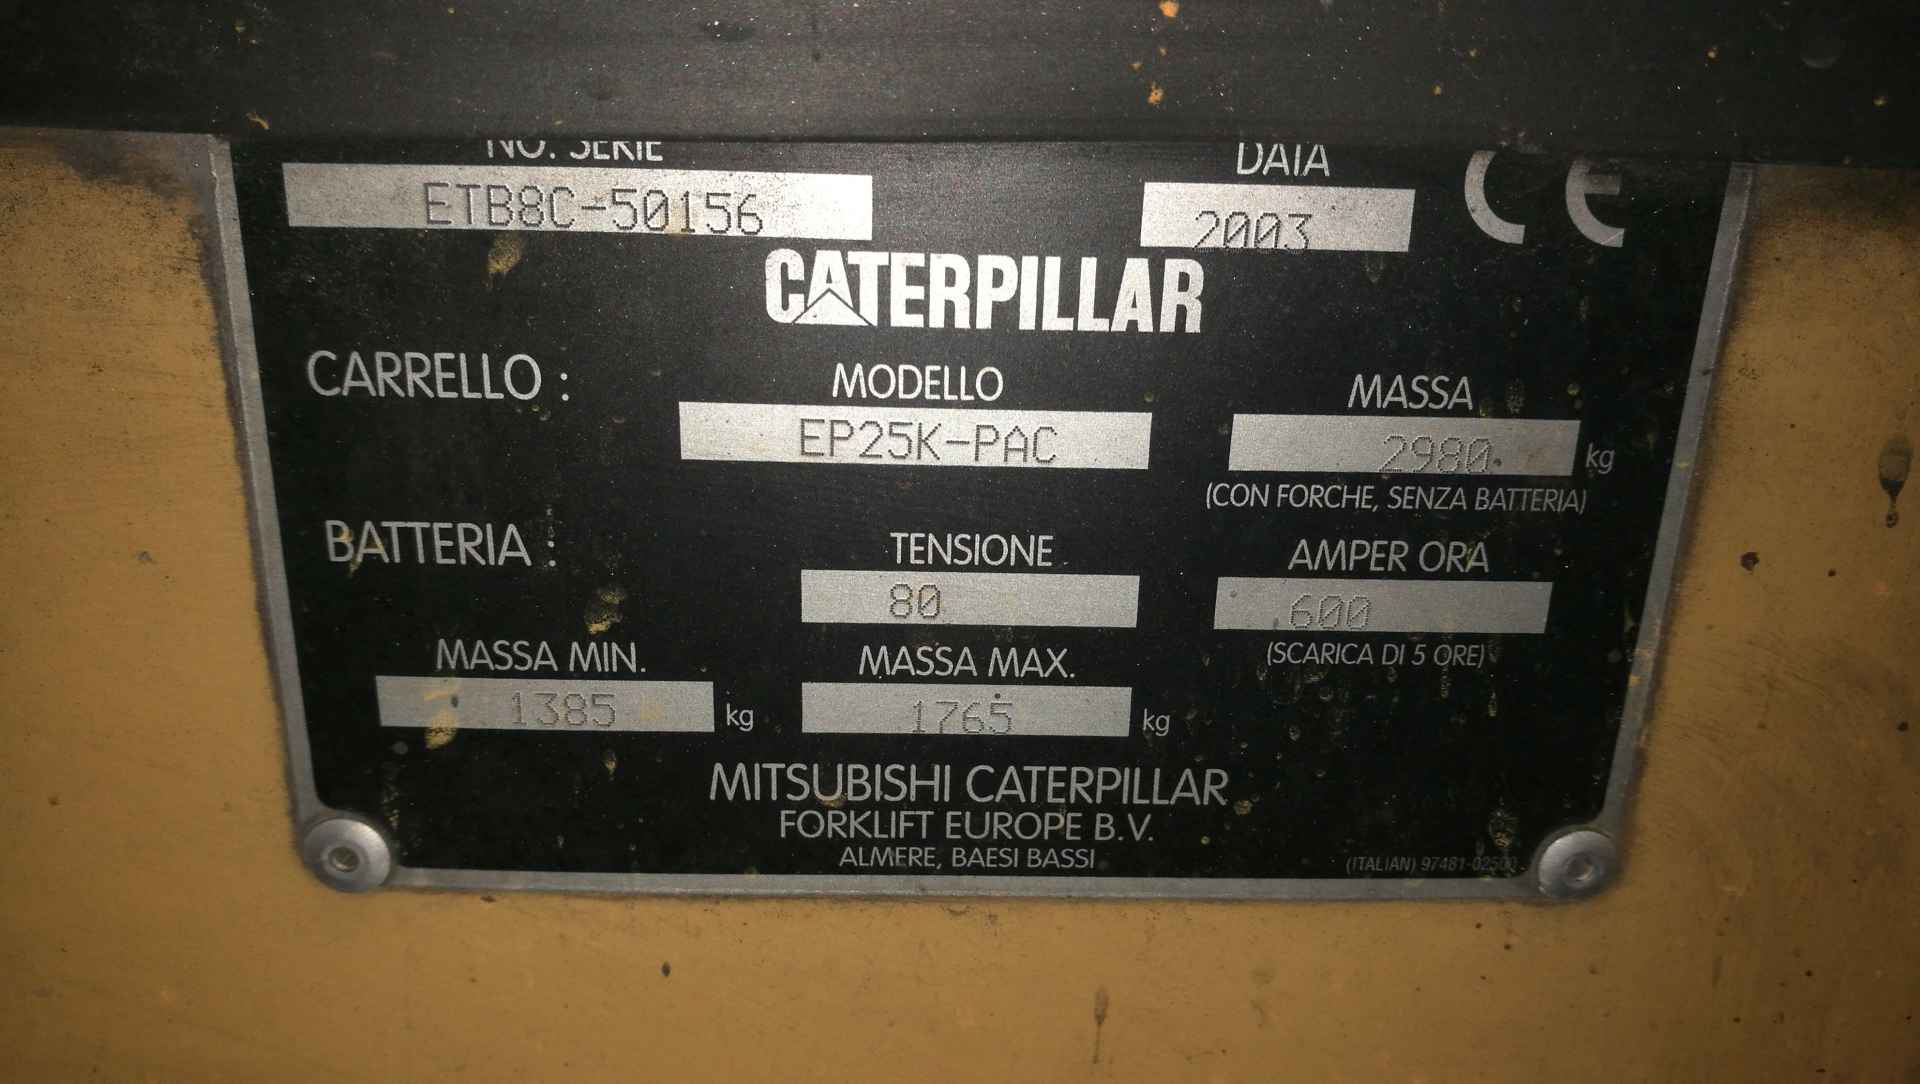 NO. SERIE DATA
ETB8C-50156 2003 CE
CATERPILLAR
CARRELLO : MODELLO MASSA
EP25K-PAC 2980 kg
(CON FORCHE, SENZA BATTERIA)
BATTERIA : TENSIONE AMPER ORA
80 600
(SCARICA DI 5 ORE)
MASSA MIN. MASSA MAX.
1385 kg 1765 kg
MITSUBISHI CATERPILLAR
FORKLIFT EUROPE B.V.
ALMERE, BAESI BASSI
(ITALIAN) 97481-02500